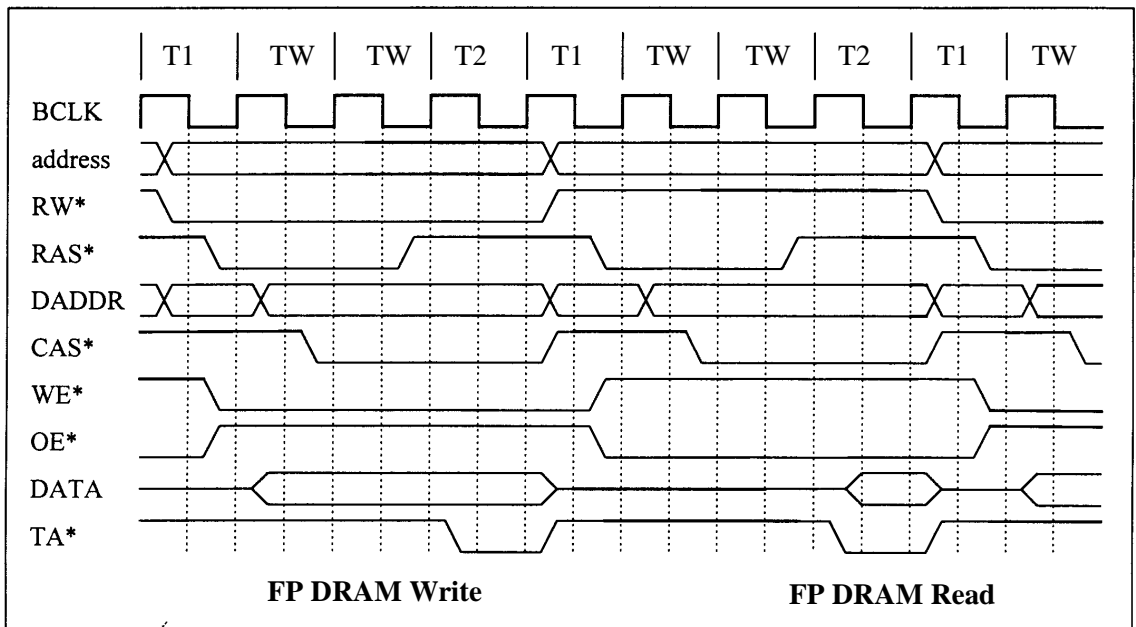 T1 TW TW T2 T1 TW TW T2 T1 TW
BCLK
address
RW*
RAS*
DADDR
CAS*
WE*
OE*
DATA
TA*
FP DRAM Write FP DRAM Read